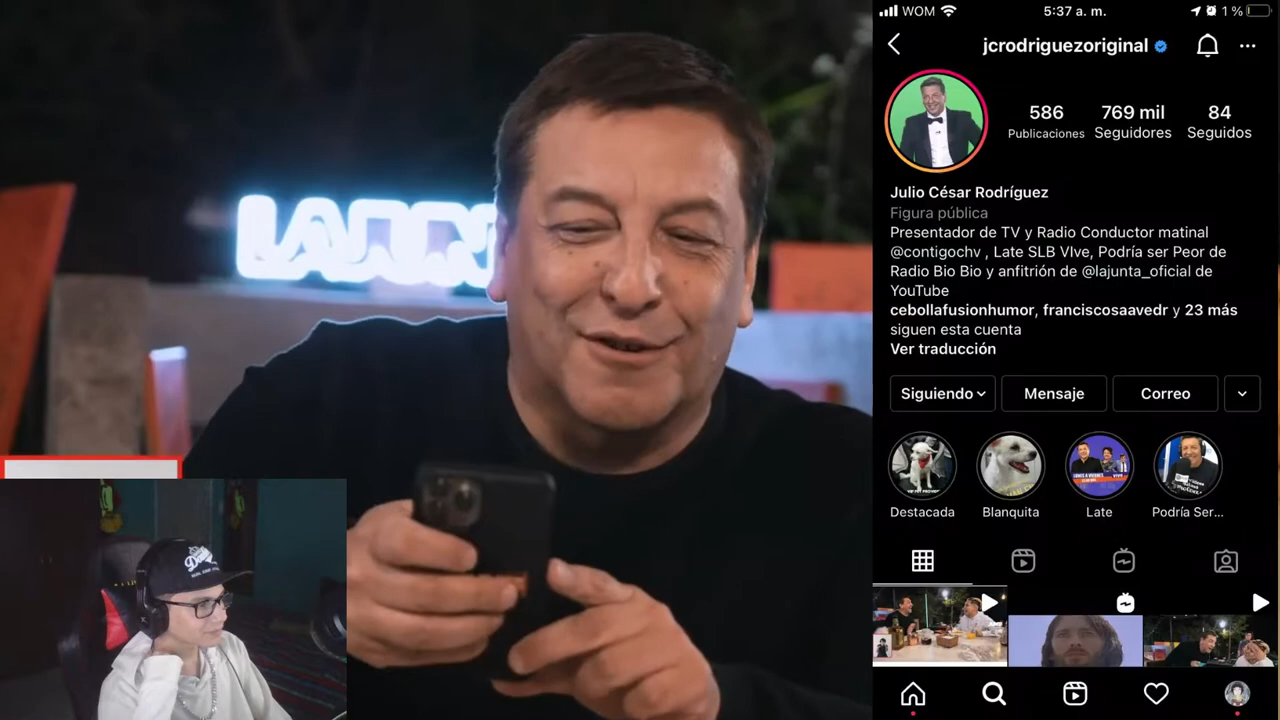 WOM
5:37 a. m.
1 %
jcrodriguezoriginal
586
769 mil
84
Publicaciones
Seguidores
Seguidos
Julio César Rodríguez
Figura pública
Presentador de TV y Radio Conductor matinal
@contigochv , Late SLB VIve, Podría ser Peor de
Radio Bio Bio y anfitrión de @lajunta_oficial de
YouTube
cebollafusionhumor, franciscosaavedr y 23 más
siguen esta cuenta
Ver traducción
Siguiendo
Mensaje
Correo
Destacada
Blanquita
Late
Podría Ser...